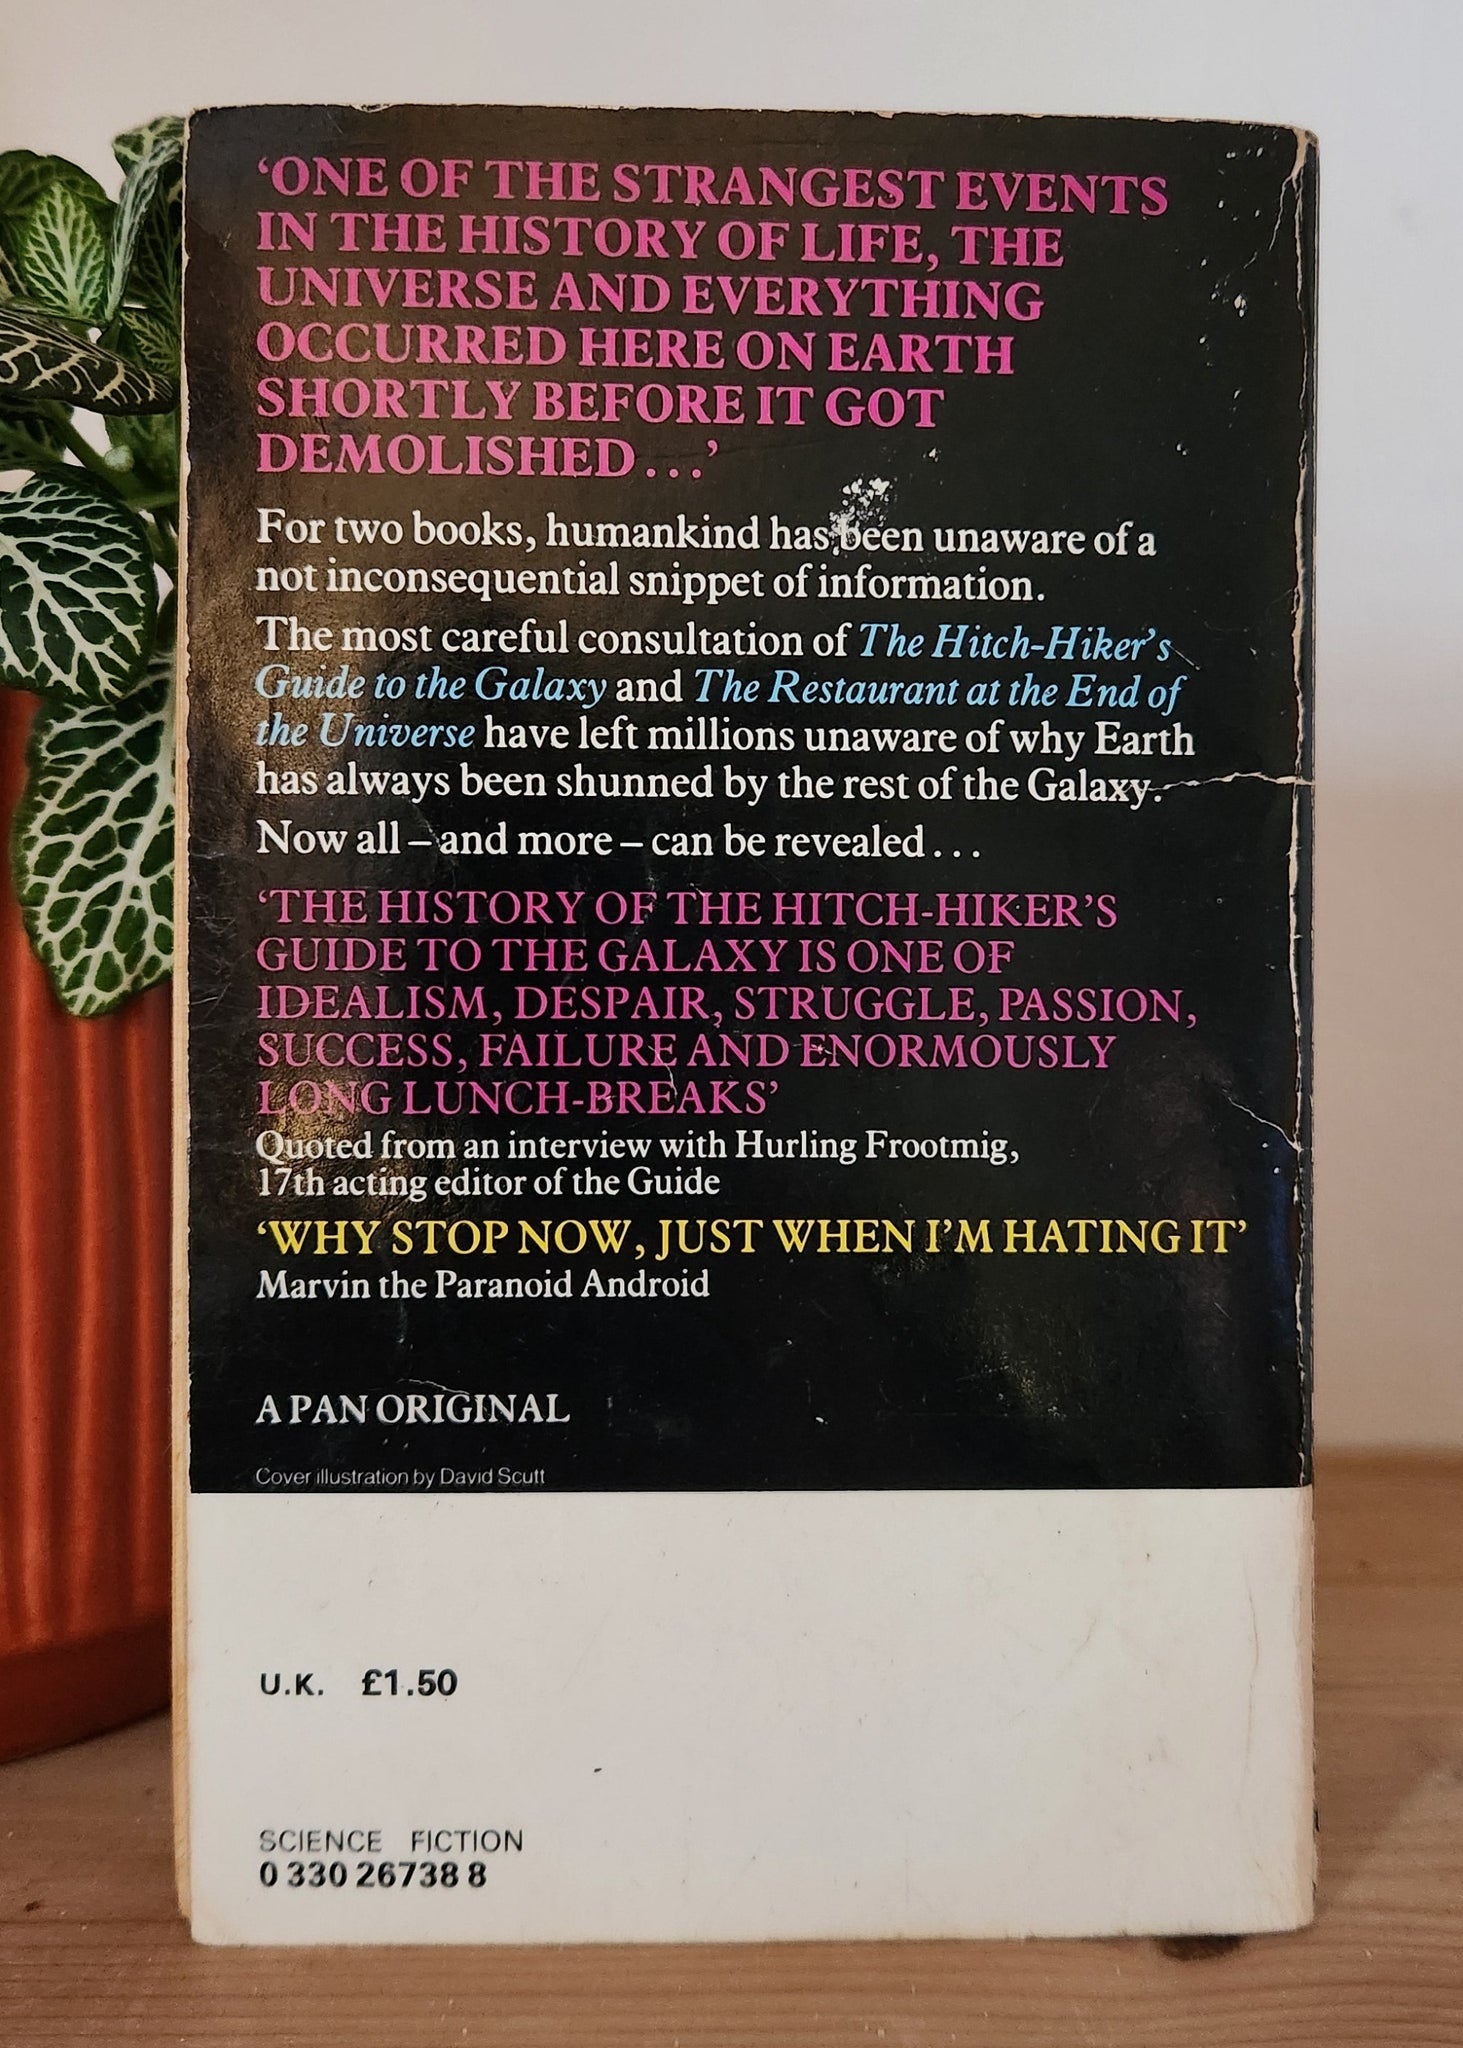 ‘ONE OF THE STRANGEST EVENTS
IN THE HISTORY OF LIFE, THE
UNIVERSE AND EVERYTHING
OCCURRED HERE ON EARTH
SHORTLY BEFORE IT GOT
DEMOLISHED...’
For two books, humankind has been unaware of a
not inconsequential snippet of information.
The most careful consultation of The Hitch-Hiker’s
Guide to the Galaxy and The Restaurant at the End of
the Universe have left millions unaware of why Earth
has always been shunned by the rest of the Galaxy.
Now all – and more – can be revealed...
‘THE HISTORY OF THE HITCH-HIKER’S
GUIDE TO THE GALAXY IS ONE OF
IDEALISM, DESPAIR, STRUGGLE, PASSION,
SUCCESS, FAILURE AND ENORMOUSLY
LONG LUNCH-BREAKS’
Quoted from an interview with Hurling Frootmig,
17th acting editor of the Guide
‘WHY STOP NOW, JUST WHEN I’M HATING IT’
Marvin the Paranoid Android
A PAN ORIGINAL
Cover illustration by David Scutt
U.K. £1.50
SCIENCE FICTION
0 330 26738 8